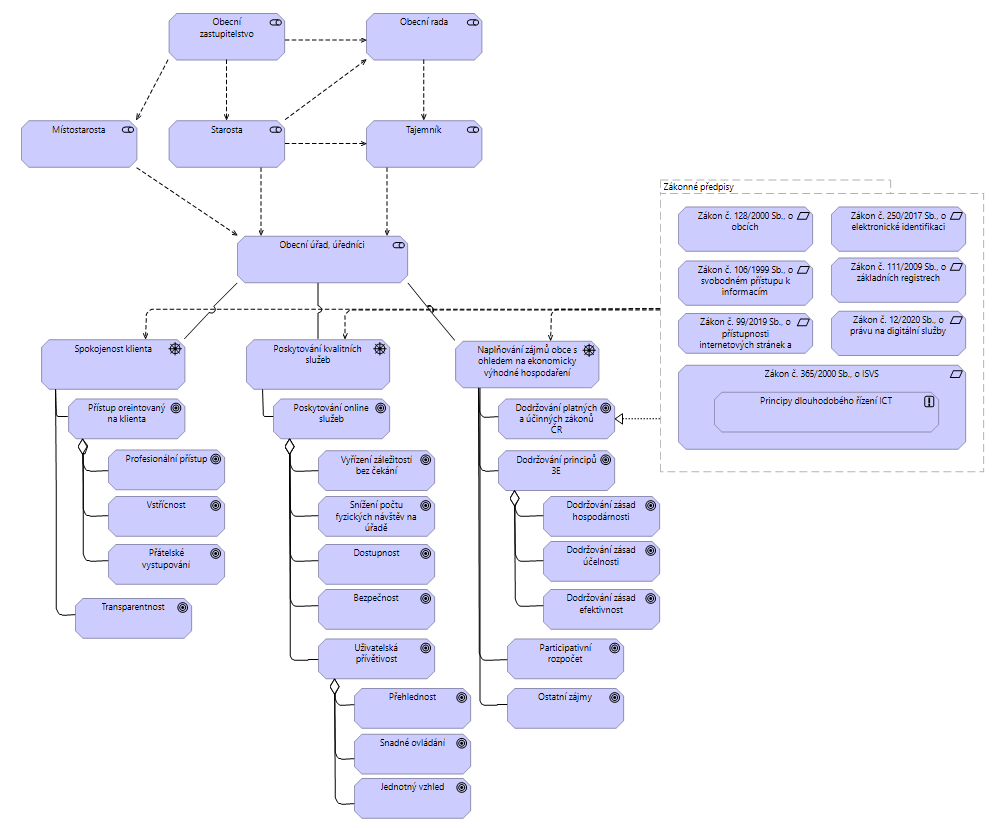 Obecní
zastupitelstvo
Obecní rada
Místostarosta
Starosta
Tajemník
Obecní úřad, úředníci
Zákonné předpisy
Zákon č. 128/2000 Sb., o
obcích
Zákon č. 250/2017 Sb., o
elektronické identifikaci
Zákon č. 106/1999 Sb., o
svobodném přístupu k
informacím
Zákon č. 111/2009 Sb., o
základních registrech
Zákon č. 99/2019 Sb., o
přístupnosti
internetových stránek a
Zákon č. 12/2020 Sb., o
právu na digitální služby
Zákon č. 365/2000 Sb., o ISVS
Principy dlouhodobého řízení ICT
Spokojenost klienta
Přístup oreintovaný
na klienta
Profesionální přístup
Vstřícnost
Přátelské
vystupování
Transparentnost
Poskytování kvalitních
služeb
Poskytování online
služeb
Vyřízení záležitostí
bez čekání
Snížení počtu
fyzických návštěv na
úřadě
Dostupnost
Bezpečnost
Uživatelská
přívětivost
Přehlednost
Snadné ovládání
Jednotný vzhled
Naplňování zájmů obce s
ohledem na ekonomicky
výhodné hospodaření
Dodržování platných
a účinných zákonů
ČR
Dodržování principů
3E
Dodržování zásad
hospodárnosti
Dodržování zásad
účelnosti
Dodržování zásad
efektivnost
Participativní
rozpočet
Ostatní zájmy